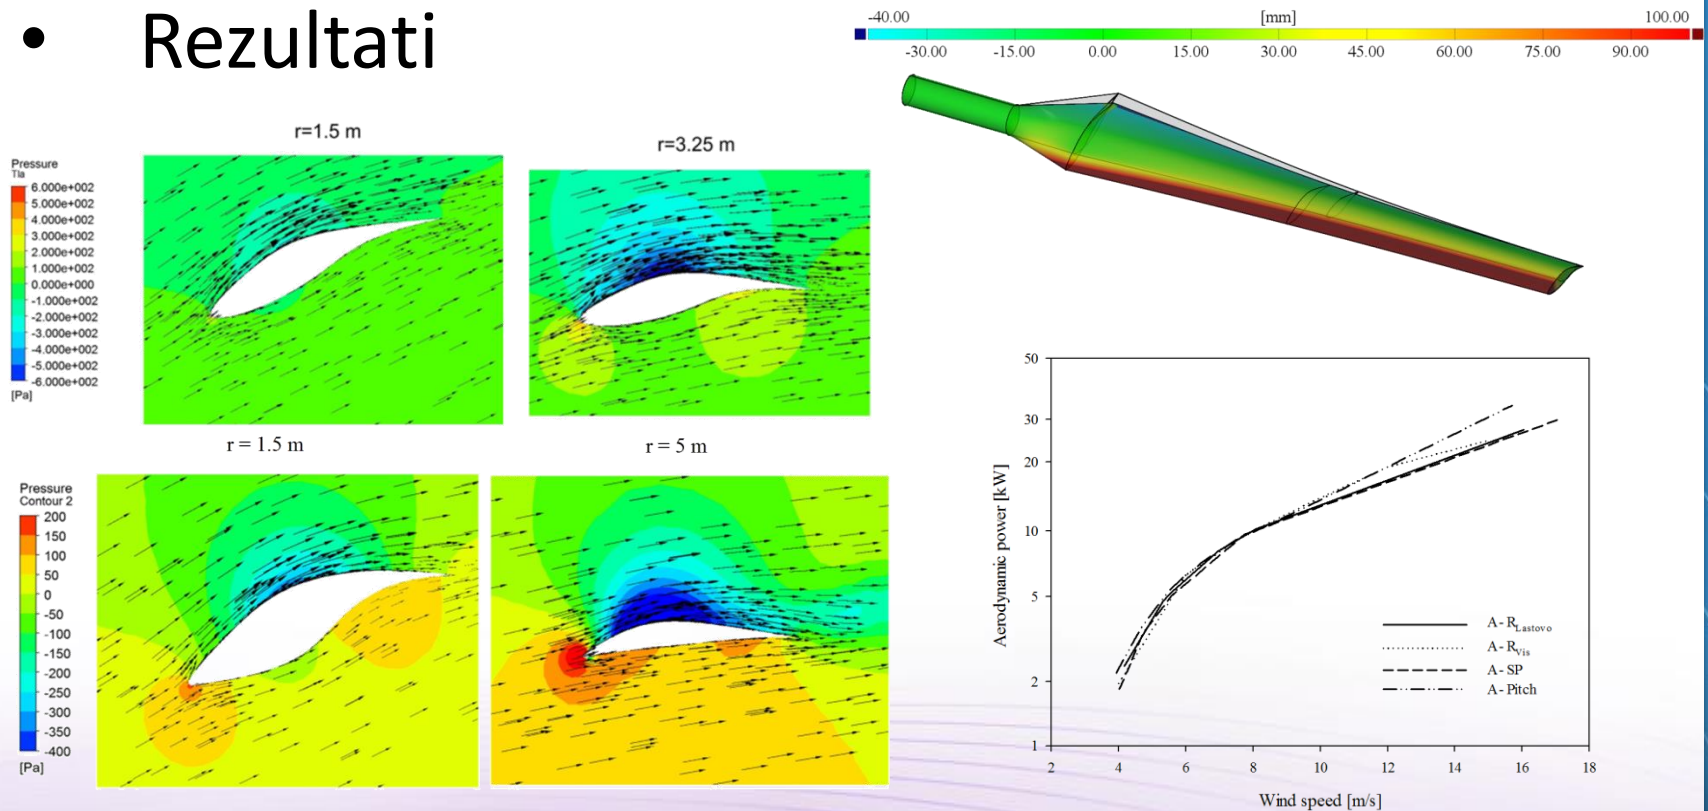 • Rezultati
r=1.5 m
r=3.25 m
Pressure
Tla
6.000e+002
5.000e+002
4.000e+002
3.000e+002
2.000e+002
1.000e+002
0.000e+000
-1.000e+002
-2.000e+002
-3.000e+002
-4.000e+002
-5.000e+002
-6.000e+002
[Pa]
r = 1.5 m
r = 5 m
Pressure
Contour 2
200
150
100
50
0
-50
-100
-150
-200
-250
-300
-350
-400
[Pa]
-40.00 [mm] 100.00
-30.00 -15.00 0.00 15.00 30.00 45.00 60.00 75.00 90.00
Aerodynamic power [kW]
50
30
20
10
5
2
1
A-R_Lastovo
A-R_Vis
A-SP
A-Pitch
2 4 6 8 10 12 14 16 18
Wind speed [m/s]